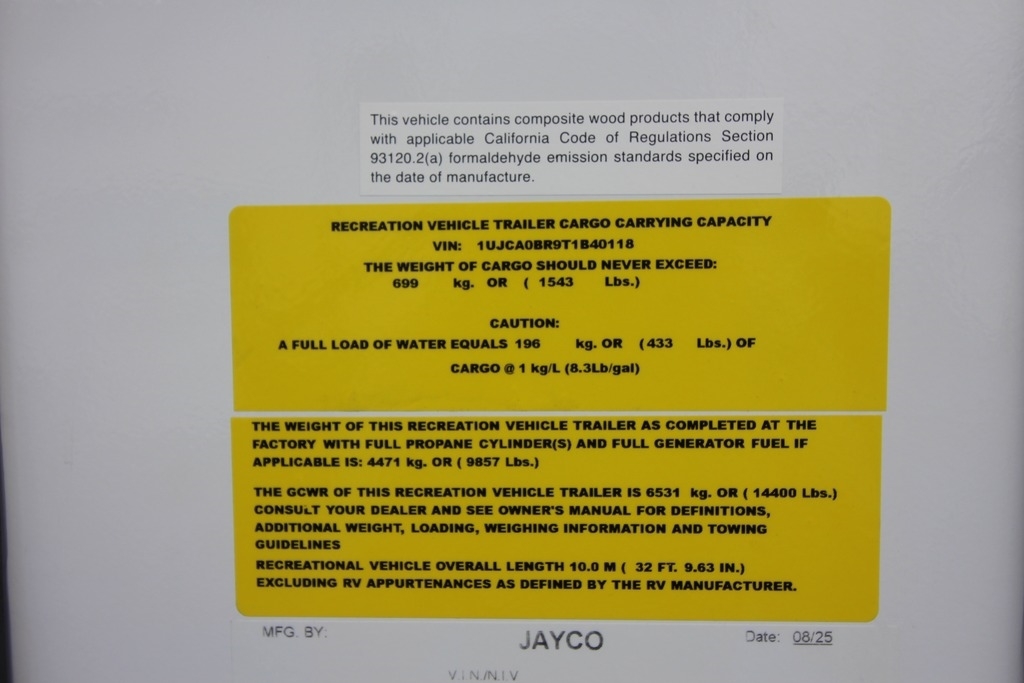 This vehicle contains composite wood products that comply
with applicable California Code of Regulations Section
93120.2(a) formaldehyde emission standards specified on
the date of manufacture.
RECREATION VEHICLE TRAILER CARGO CARRYING CAPACITY
VIN: 1UJCA0BR9T1B40118
THE WEIGHT OF CARGO SHOULD NEVER EXCEED:
699 kg. OR ( 1543 Lbs.)
CAUTION:
A FULL LOAD OF WATER EQUALS 196 kg. OR (433 Lbs.) OF
CARGO @ 1 kg/L (8.3Lb/gal)
THE WEIGHT OF THIS RECREATION VEHICLE TRAILER AS COMPLETED AT THE
FACTORY WITH FULL PROPANE CYLINDER(S) AND FULL GENERATOR FUEL IF
APPLICABLE IS: 4471 kg. OR ( 9857 Lbs.)
THE GCWR OF THIS RECREATION VEHICLE TRAILER IS 6531 kg. OR ( 14400 Lbs.)
CONSULT YOUR DEALER AND SEE OWNER'S MANUAL FOR DEFINITIONS,
ADDITIONAL WEIGHT, LOADING, WEIGHING INFORMATION AND TOWING
GUIDELINES
RECREATIONAL VEHICLE OVERALL LENGTH 10.0 M ( 32 FT. 9.63 IN.)
EXCLUDING RV APPURTENANCES AS DEFINED BY THE RV MANUFACTURER.
MFG. BY: JAYCO Date: 08/25
V.I.N./N.I.V